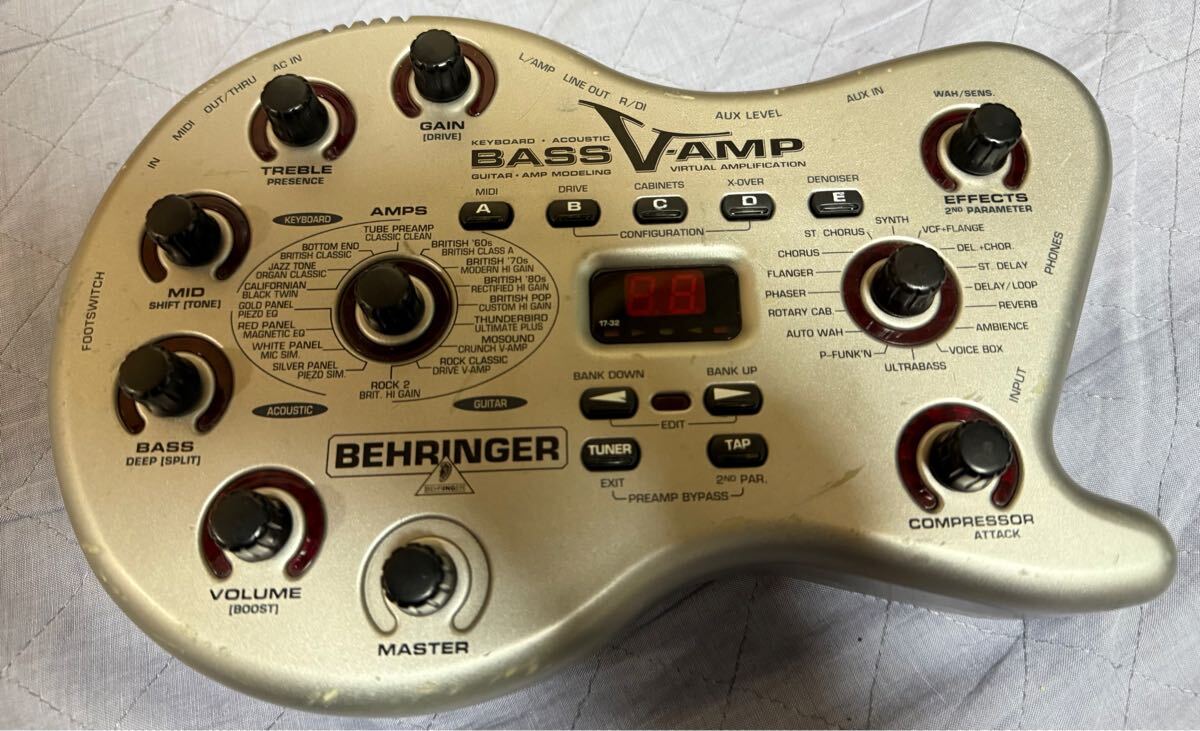 L/AMP LINE OUT R/DI
AUX LEVEL
AUX IN
AC IN
OUT/THRU
MIDI
IN
WAH/SENS.
GAIN
[DRIVE]
TREBLE
PRESENCE
KEYBOARD • ACOUSTIC
BASS V-AMP
GUITAR • AMP MODELING
VIRTUAL AMPLIFICATION
EFFECTS
2ND PARAMETER
MIDI
DRIVE
CABINETS
X-OVER
DENOISER
A
B
C
D
E
CONFIGURATION
MID
SHIFT [TONE]
FOOTSWITCH
KEYBOARD
AMPS
TUBE PREAMP
CLASSIC CLEAN
BRITISH '60s
BRITISH CLASS A
BRITISH '70s
MODERN HI GAIN
BRITISH '80s
RECTIFIED HI GAIN
BRITISH POP
CUSTOM HI GAIN
THUNDERBIRD
ULTIMATE PLUS
MOSOUND
CRUNCH V-AMP
ROCK CLASSIC
DRIVE V-AMP
ROCK 2
BRIT. HI GAIN
SILVER PANEL
PIEZO SIM.
WHITE PANEL
MIC SIM.
RED PANEL
MAGNETIC EQ
GOLD PANEL
PIEZO EQ
CALIFORNIAN
BLACK TWIN
JAZZ TONE
ORGAN CLASSIC
BOTTOM END
BRITISH CLASSIC
ACOUSTIC
GUITAR
17-32
SYNTH
VCF+FLANGE
DEL.+CHOR.
ST. DELAY
DELAY/LOOP
REVERB
AMBIENCE
VOICE BOX
ULTRABASS
P-FUNK'N
AUTO WAH
ROTARY CAB.
PHASER
FLANGER
CHORUS
ST. CHORUS
PHONES
INPUT
BANK DOWN
BANK UP
EDIT
TUNER
TAP
EXIT
2ND PAR.
PREAMP BYPASS
BASS
DEEP [SPLIT]
BEHRINGER
BEHRINGER
COMPRESSOR
ATTACK
VOLUME
[BOOST]
MASTER